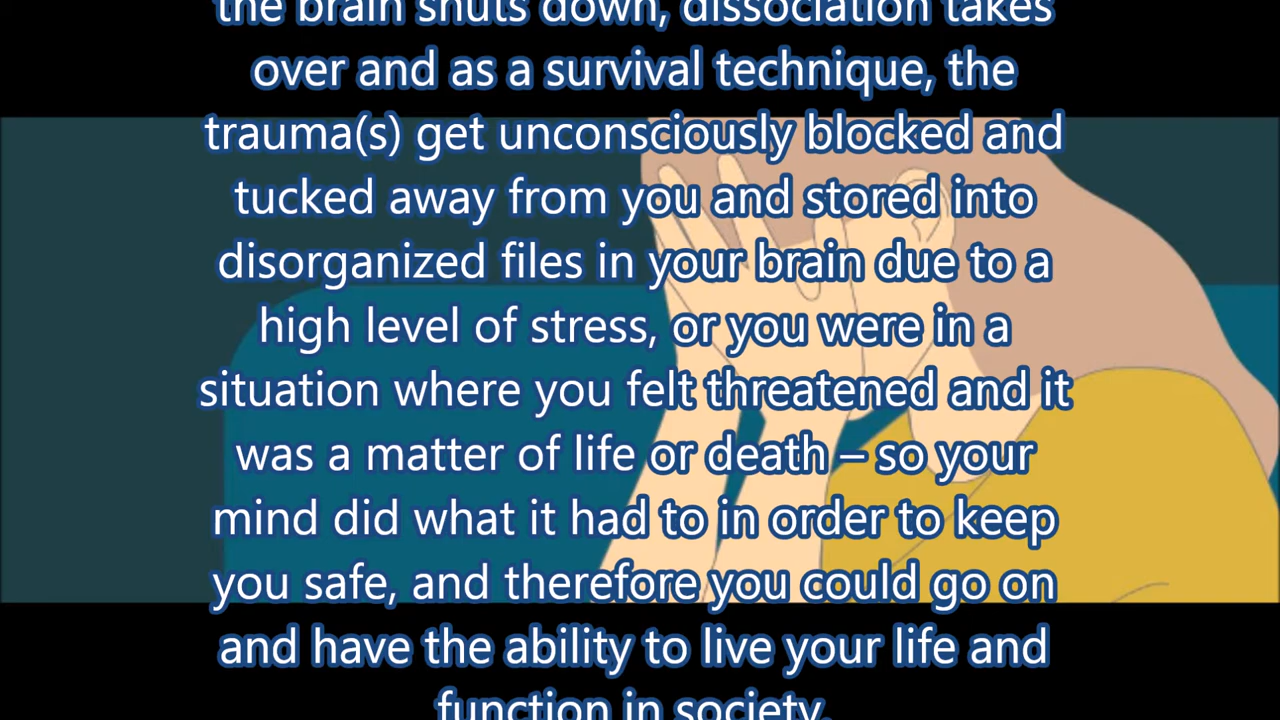 the brain shuts down, dissociation takes
over and as a survival technique, the
trauma(s) get unconsciously blocked and
tucked away from you and stored into
disorganized files in your brain due to a
high level of stress, or you were in a
situation where you felt threatened and it
was a matter of life or death – so your
mind did what it had to in order to keep
you safe, and therefore you could go on
and have the ability to live your life and
function in society.